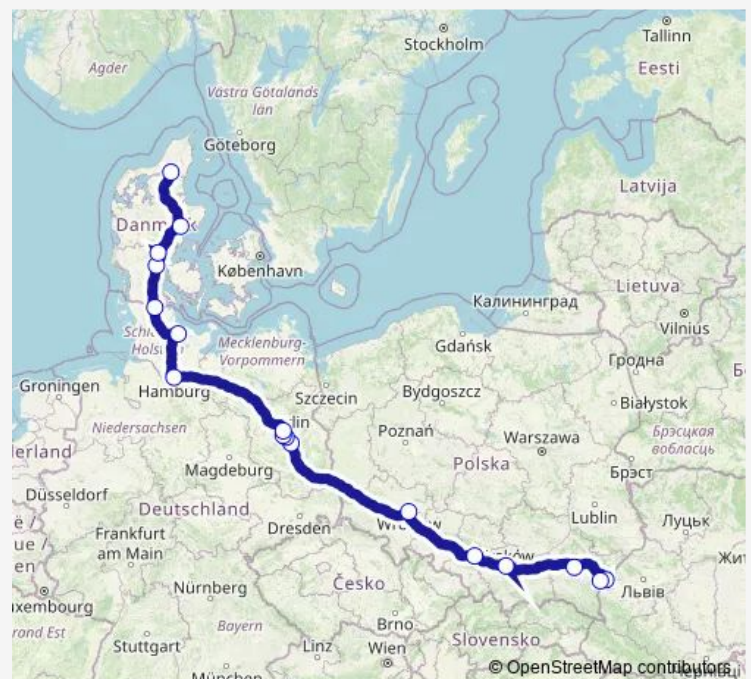 Stockholm
Tallinn
Agder
Eesti
Västra Götalands
län
Göteborg
Latvija
København
Lietuva
Калининград
Vilnius
Gdańsk
Mecklenburg-
Vorpommern
Гродна
Groningen
Hamburg
Szczecin
Bydgoszcz
Białystok
Niedersachsen
Poznań
Warszawa
Брэсцкая
вобласць
Polska
Брэст
Magdeburg
Düsseldorf
Deutschland
Lublin
Луцьк
Dresden
Frankfurt
am Main
Česko
Львів
Nürnberg
Brno
Slovensko
Bayern
Stuttgart
Linz
Wien
München
© OpenStreetMap contributors